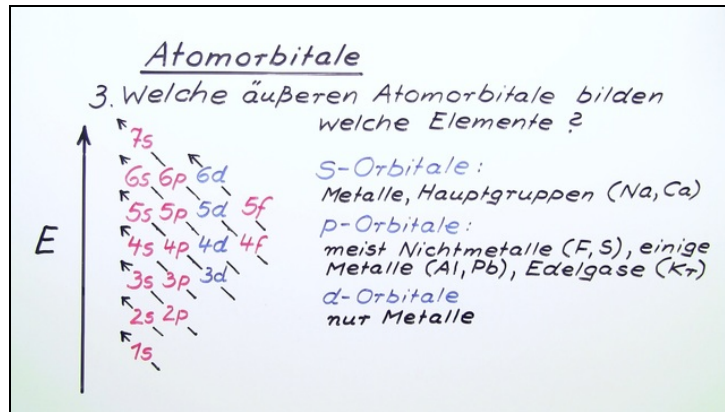 Atomorbitale
3. Welche äußeren Atomorbitale bilden
welche Elemente?
E
7s
6s 6p 6d
5s 5p 5d 5f
4s 4p 4d 4f
3s 3p 3d
2s 2p
1s
S-Orbitale:
Metalle, Hauptgruppen (Na, Ca)
p-Orbitale:
meist Nichtmetalle (F, S), einige
Metalle (Al, Pb), Edelgase (Kr)
d-Orbitale
nur Metalle